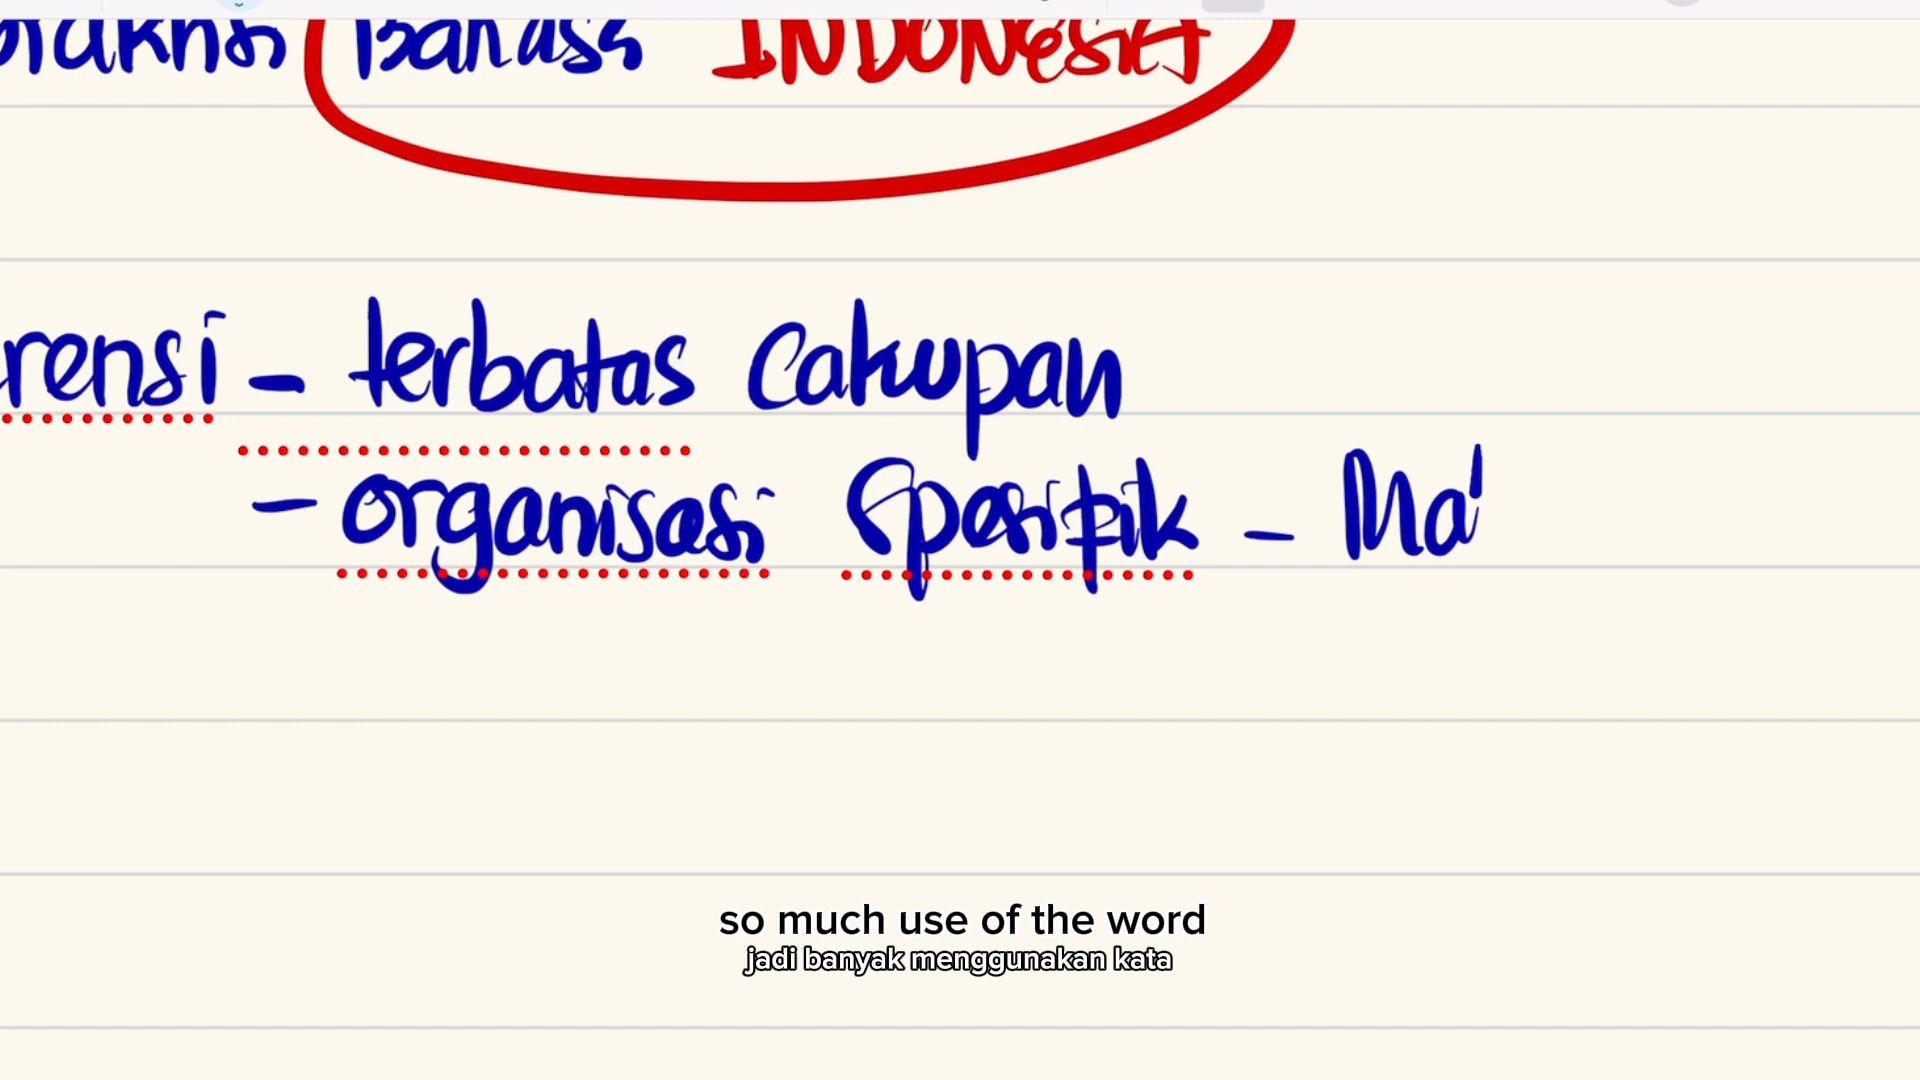 Bahasa INDONESIA
rensi - terbatas Cakupan
- organisasi Spesifik - Ma
so much use of the word
jadi banyak menggunakan kata